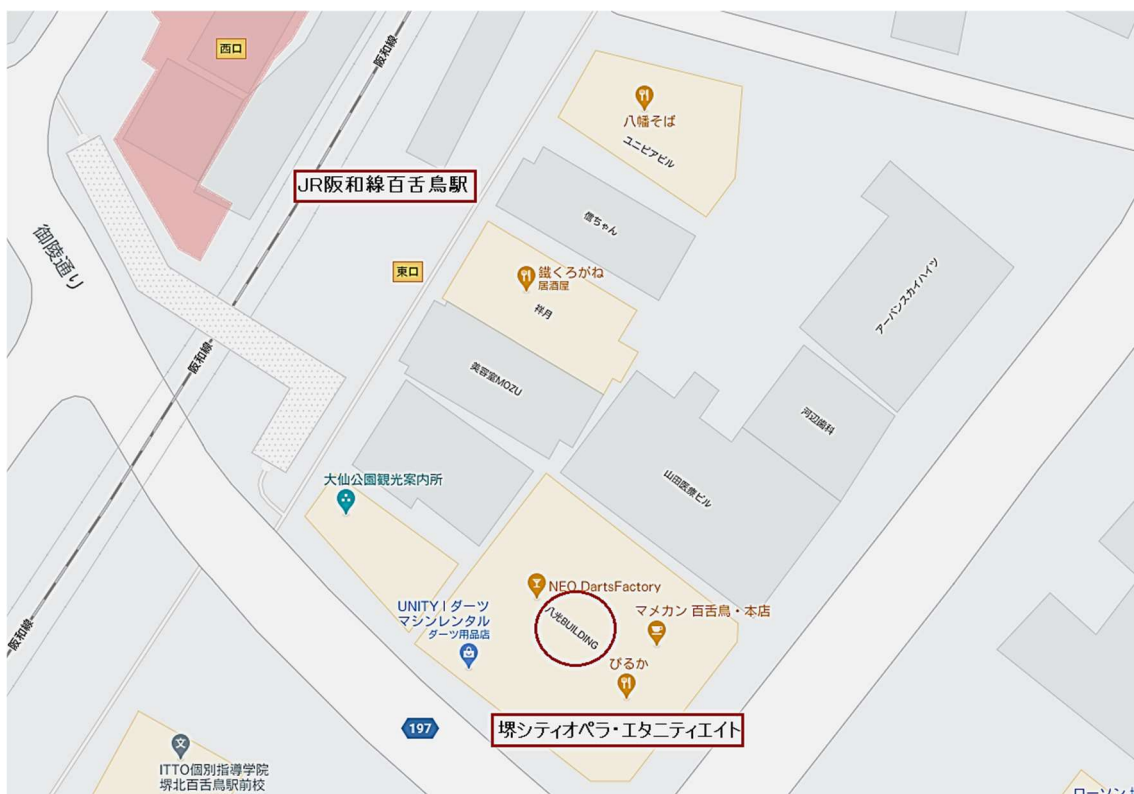 西口
阪和線
八幡そば
ユニピアビル
JR阪和線百舌鳥駅
信ちゃん
御陵通り
東口
鐵くろがね
居酒屋
祥月
アーバンスカイハイツ
阪和線
美容室MOZU
河辺歯科
大仙公園観光案内所
山田医療ビル
NEO DartsFactory
UNITY | ダーツ
マシンレンタル
ダーツ用品店
八光BUILDING
マメカン 百舌鳥・本店
ぴるか
197
堺シティオペラ・エタニティエイト
ITTO個別指導学院
堺北百舌鳥駅前校